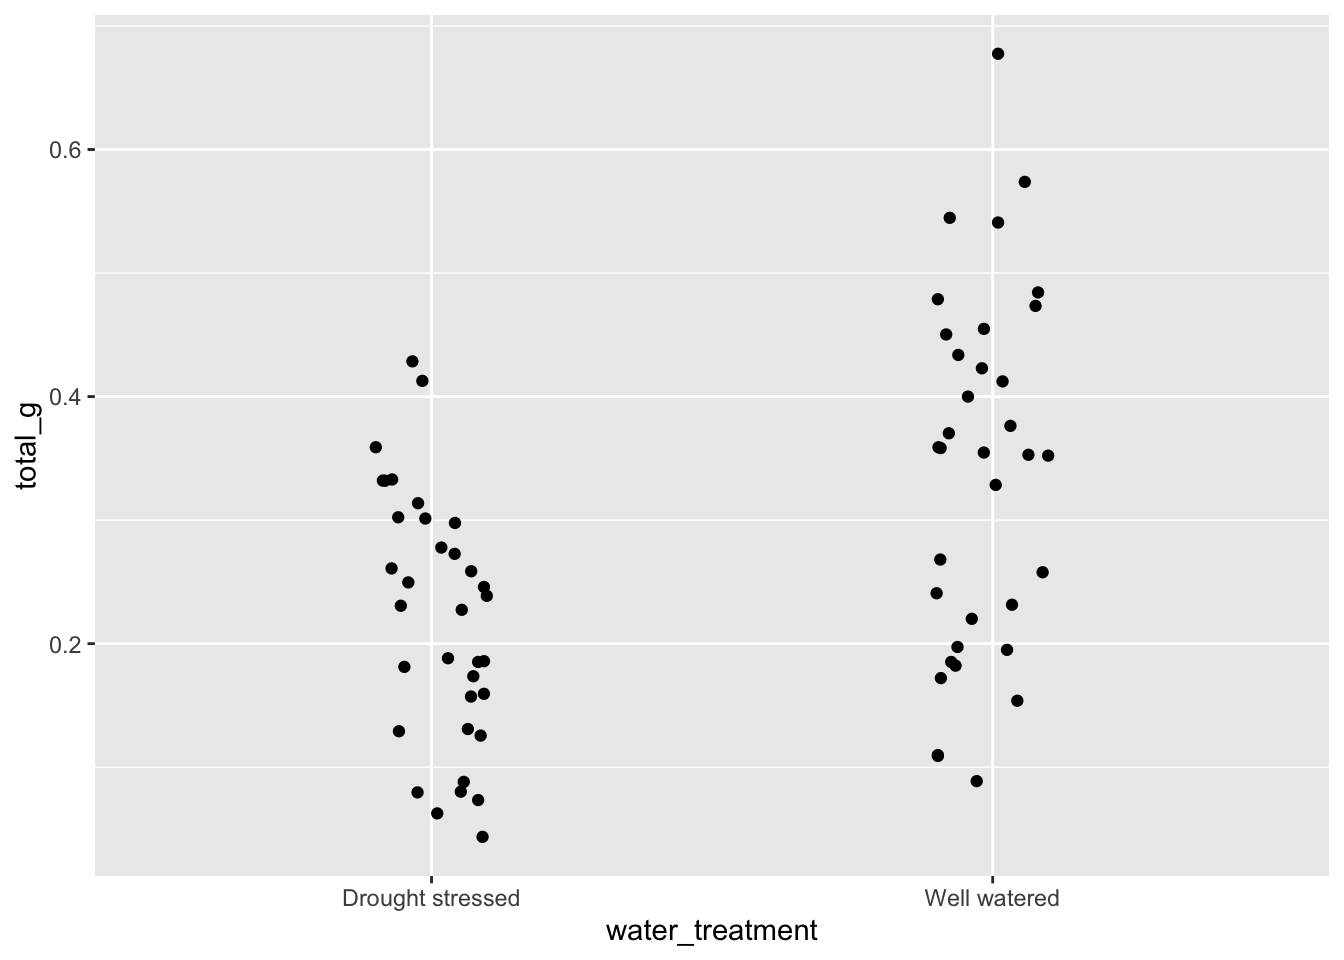 total_g
0.6
0.4
0.2
Drought stressed
Well watered
water_treatment